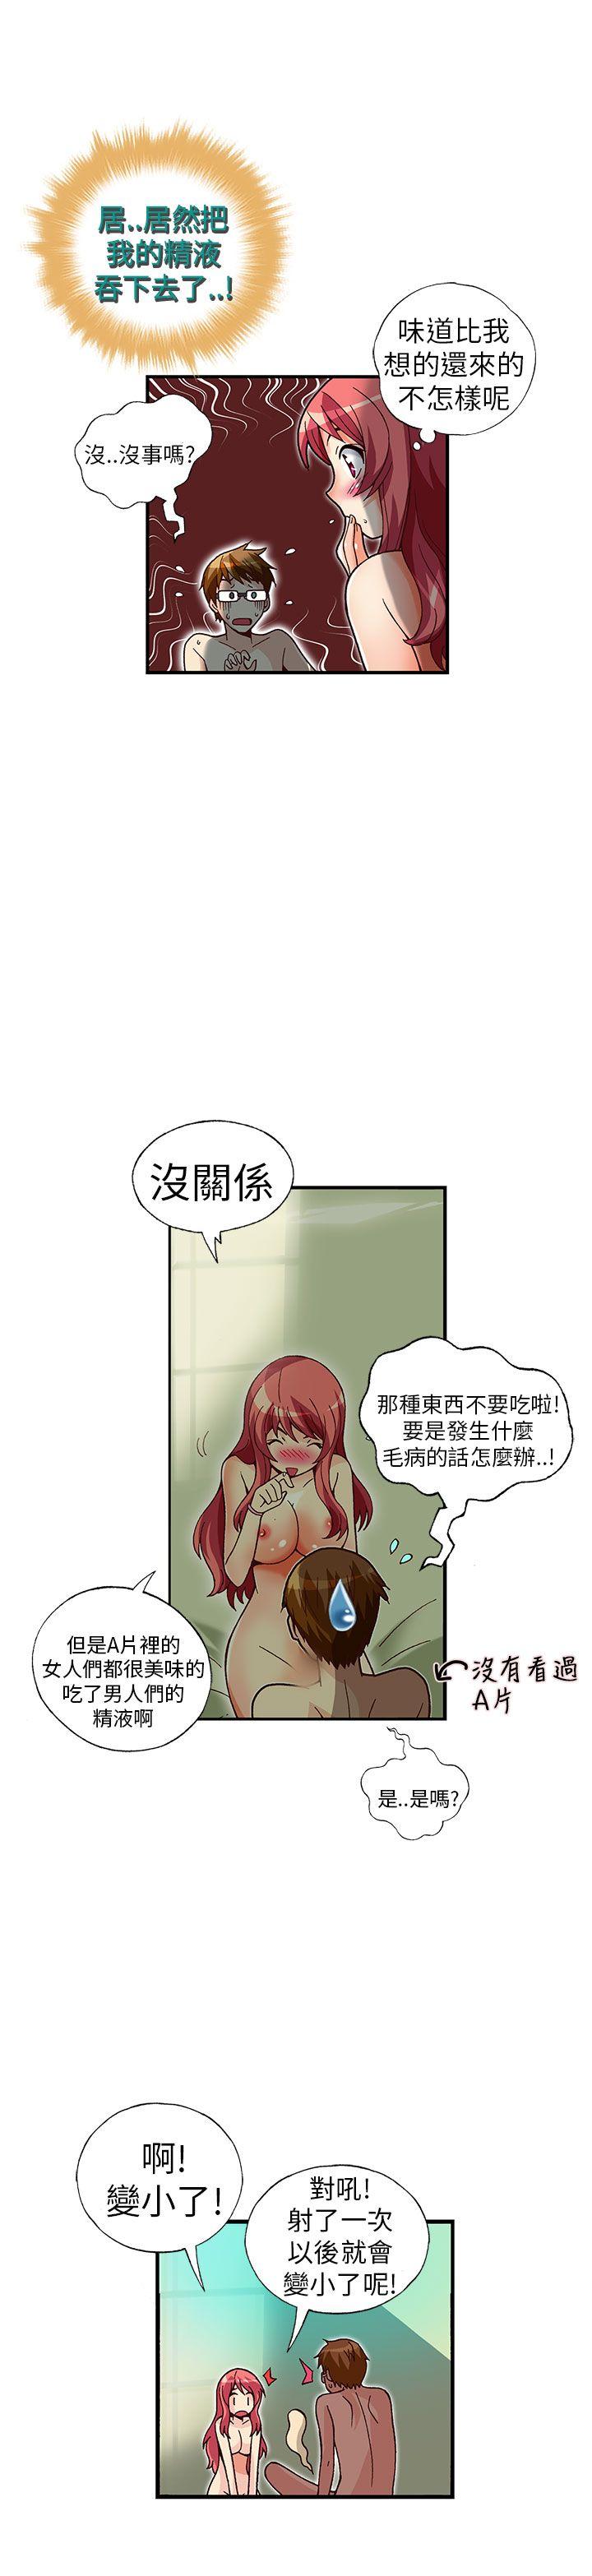 居..居然把
我的精液
吞下去了..!
味道比我
想的還來的
不怎樣呢
沒..沒事嗎?
沒關係
那種東西不要吃啦!
要是發生什麼
毛病的話怎麼辦..!
但是A片裡的
女人們都很美味的
吃了男人們的
精液啊
沒有看過
A片
是..是嗎?
啊!
變小了!
對吼!
射了一次
以後就會
變小了呢!